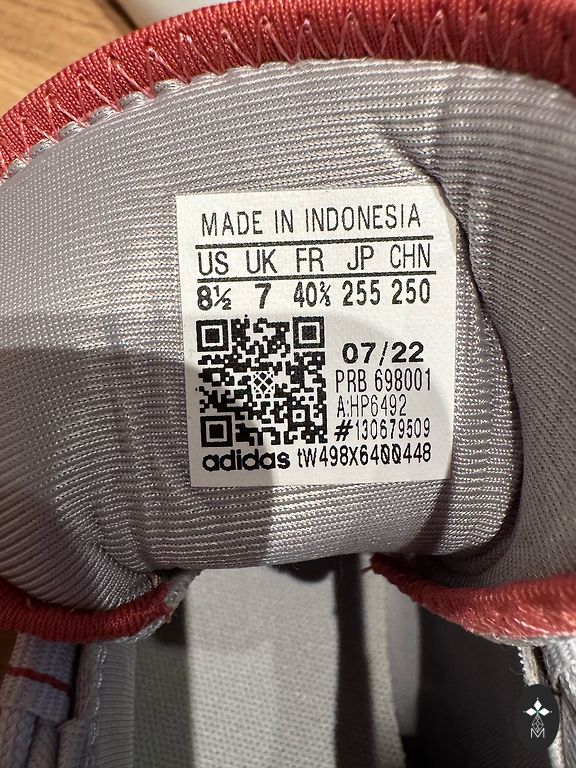 MADE IN INDONESIA
US UK FR JP CHN
8½ 7 40⅔ 255 250
07/22
PRB 698001
A:HP6492
#130679509
adidas tW498X6400448